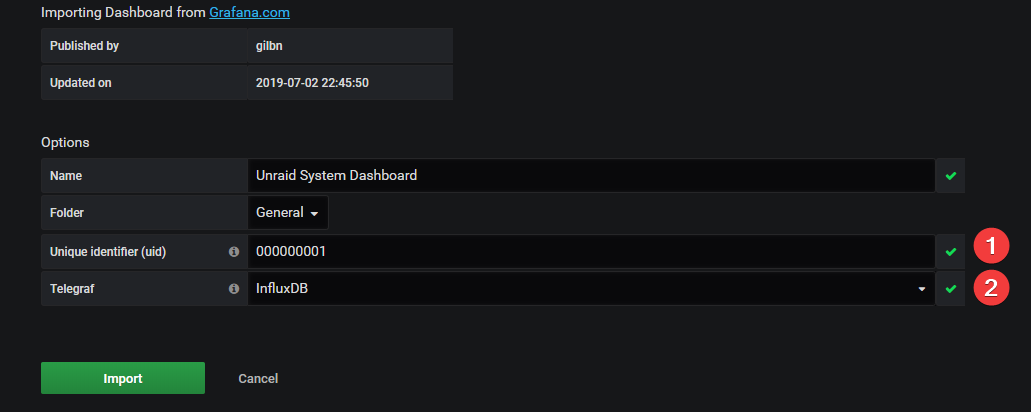 Importing Dashboard from Grafana.com
Published by gilbn
Updated on 2019-07-02 22:45:50
Options
Name Unraid System Dashboard
Folder General
Unique identifier (uid) 000000001 1
Telegraf InfluxDB 2
Import Cancel